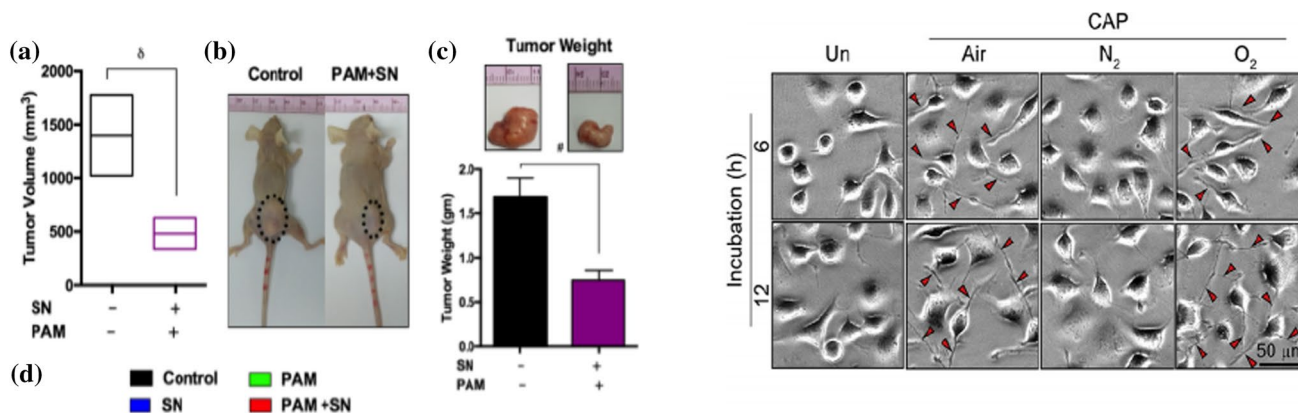 (a)
δ
Tumor Volume (mm³)
2000
1500
1000
500
0
SN
– +
PAM
– +
(b)
Control PAM+SN
(c)
Tumor Weight
#
Tumor Weight (gm)
2.0
1.5
1.0
0.5
0.0
SN
– +
PAM
– +
(d)
Control
PAM
SN
PAM +SN
CAP
Un Air N₂ O₂
Incubation (h)
6
12
50 μm